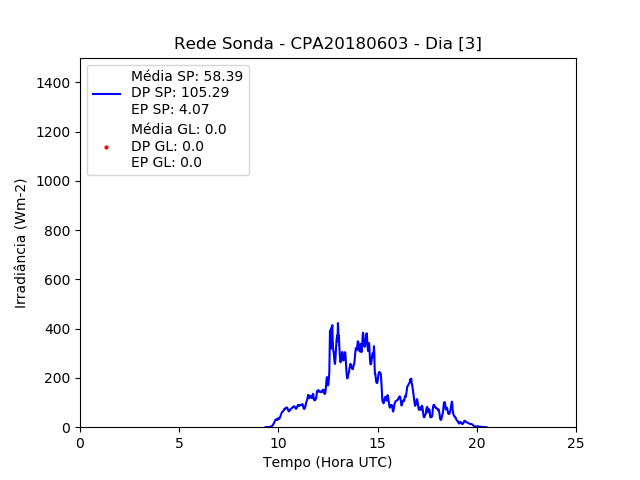 Rede Sonda - CPA20180603 - Dia [3]
Média SP: 58.39
DP SP: 105.29
EP SP: 4.07
Média GL: 0.0
DP GL: 0.0
EP GL: 0.0
Irradiância (Wm-2)
1400
1200
1000
800
600
400
200
0
0 5 10 15 20 25
Tempo (Hora UTC)